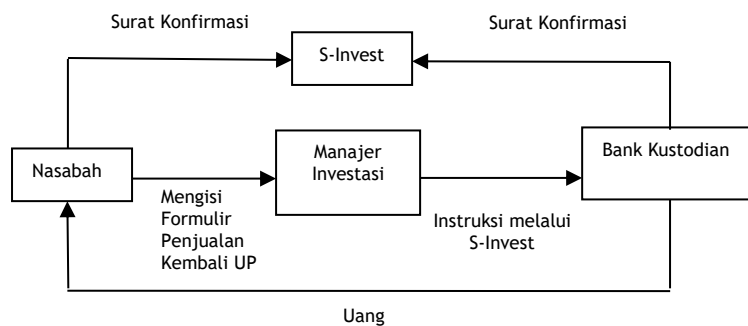 Surat Konfirmasi
Surat Konfirmasi
S-Invest
Nasabah
Manajer
Investasi
Bank Kustodian
Mengisi
Formulir
Penjualan
Kembali UP
Instruksi melalui
S-Invest
Uang